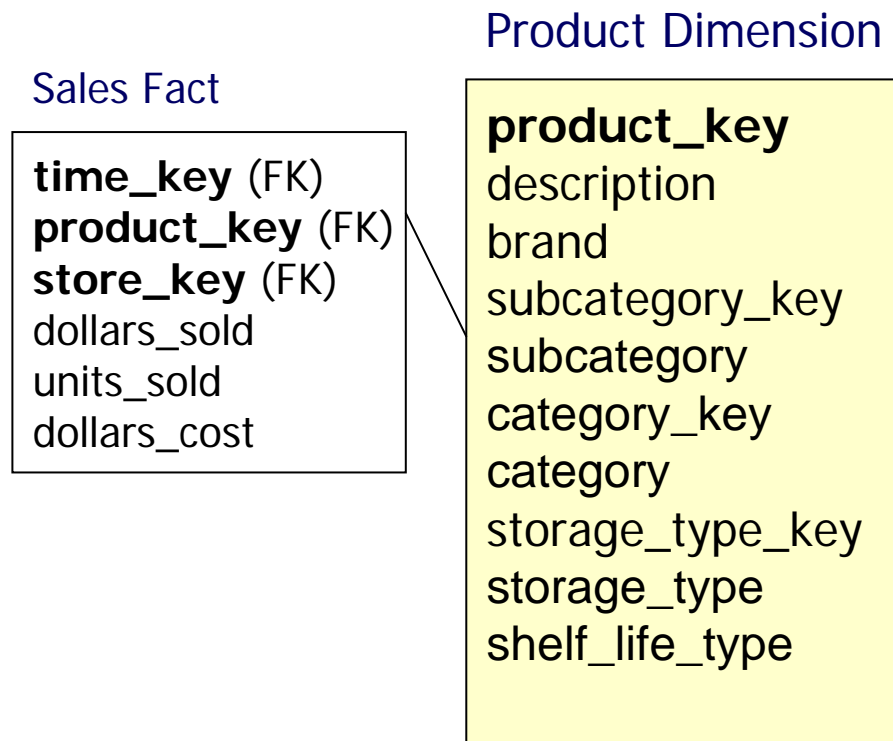 Product Dimension
Sales Fact
time_key (FK)
product_key (FK)
store_key (FK)
dollars_sold
units_sold
dollars_cost
product_key
description
brand
subcategory_key
subcategory
category_key
category
storage_type_key
storage_type
shelf_life_type